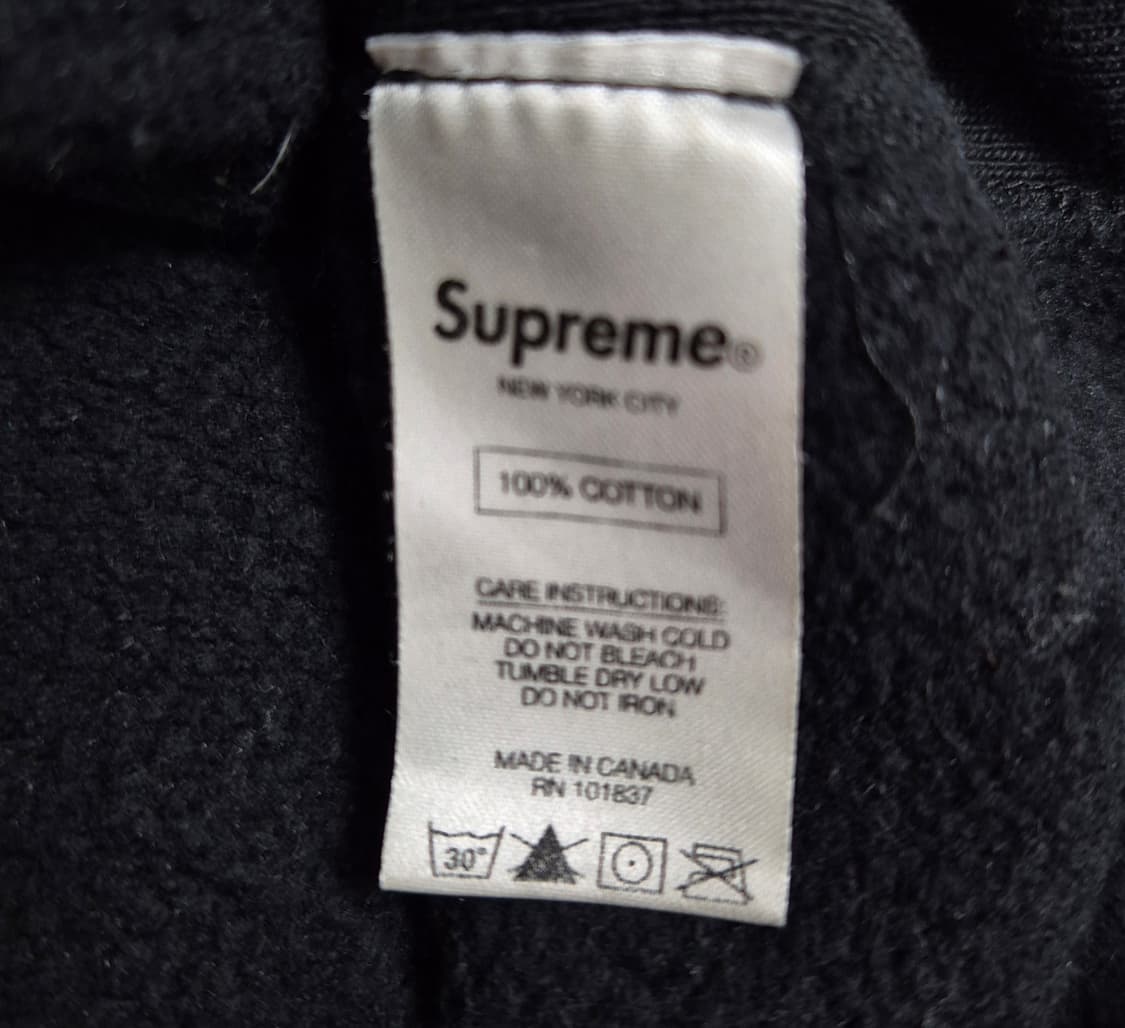 Supreme®
NEW YORK CITY
100% COTTON
CARE INSTRUCTIONS:
MACHINE WASH COLD
DO NOT BLEACH
TUMBLE DRY LOW
DO NOT IRON
MADE IN CANADA
RN 101837
30°